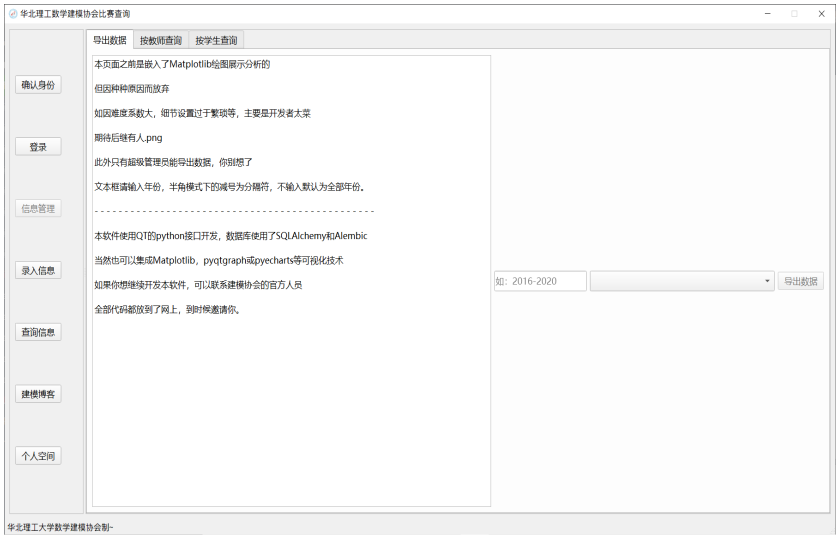 华北理工数学建模协会比赛查询
导出数据 按教师查询 按学生查询
确认身份
登录
信息管理
录入信息
查询信息
建模博客
个人空间
本页面之前是嵌入了Matplotlib绘图展示分析的
但因种种原因而放弃
如因难度系数大，细节设置过于繁琐等，主要是开发者太菜
期待后继有人.png
此外只有超级管理员能导出数据，你别想了
文本框请输入年份，半角模式下的减号为分隔符，不输入默认为全部年份。
- - - - - - - - - - - - - - - - - - - - - - - - - - - - - - - - - - - - - - - - - - - - - - -
本软件使用QT的python接口开发，数据库使用了SQLAlchemy和Alembic
当然也可以集成Matplotlib，pyqtgraph或pyecharts等可视化技术
如果你想继续开发本软件，可以联系建模协会的官方人员
全部代码都放到了网上，到时候邀请你。
如：2016-2020
导出数据
华北理工大学数学建模协会制~